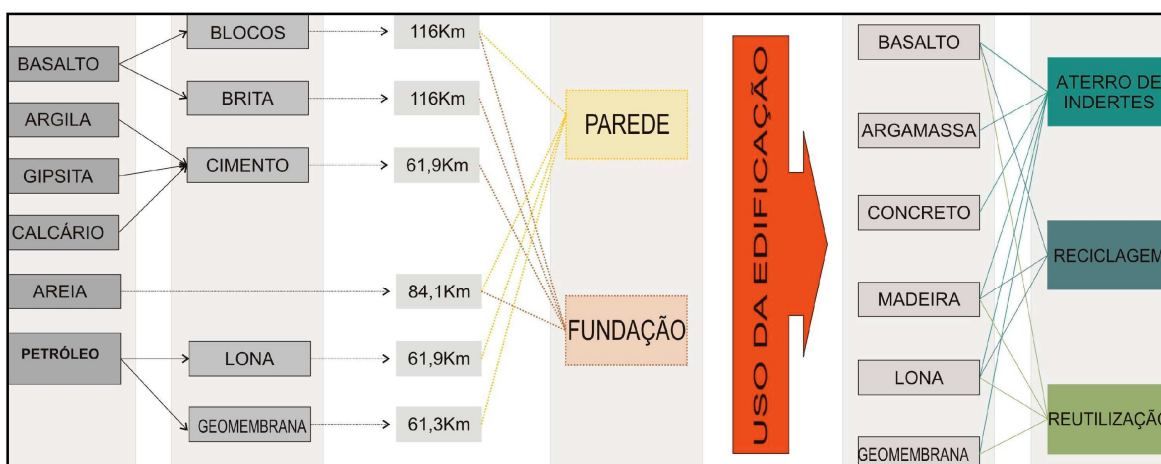 BASALTO
ARGILA
GIPSITA
CALCÁRIO
AREIA
PETRÓLEO
BLOCOS
BRITA
CIMENTO
LONA
GEOMEMBRANA
116Km
116Km
61,9Km
84,1Km
61,9Km
61,3Km
PAREDE
FUNDAÇÃO
USO DA EDIFICAÇÃO
BASALTO
ARGAMASSA
CONCRETO
MADEIRA
LONA
GEOMEMBRANA
ATERRO DE
INDERTES
RECICLAGEM
REUTILIZAÇÃO